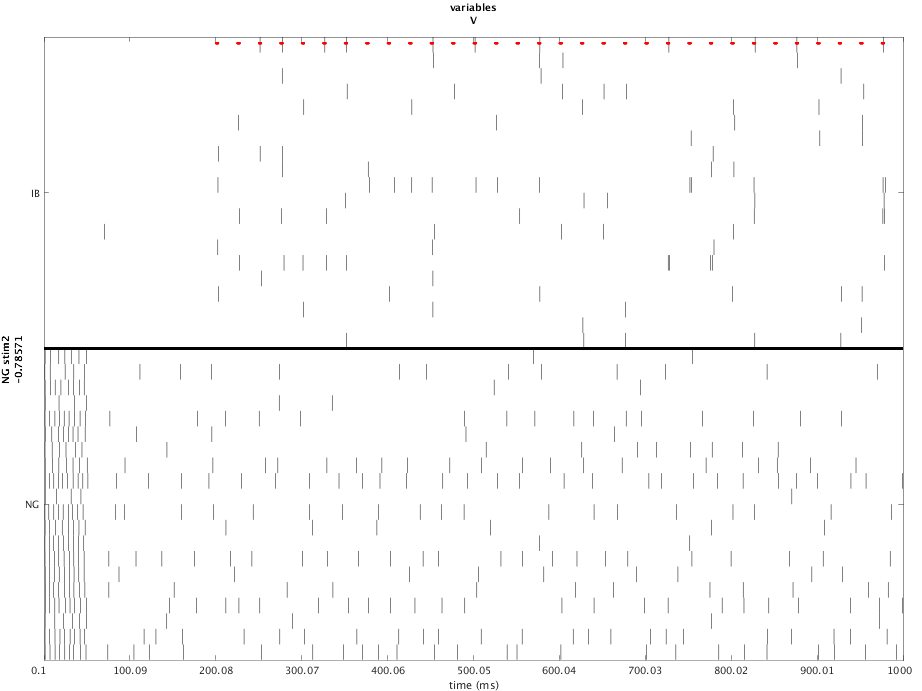 variables
V
IB
NG stim2
-0.78571
NG
0.1
100.09
200.08
300.07
400.06
500.05
600.04
700.03
800.02
900.01
1000
time (ms)